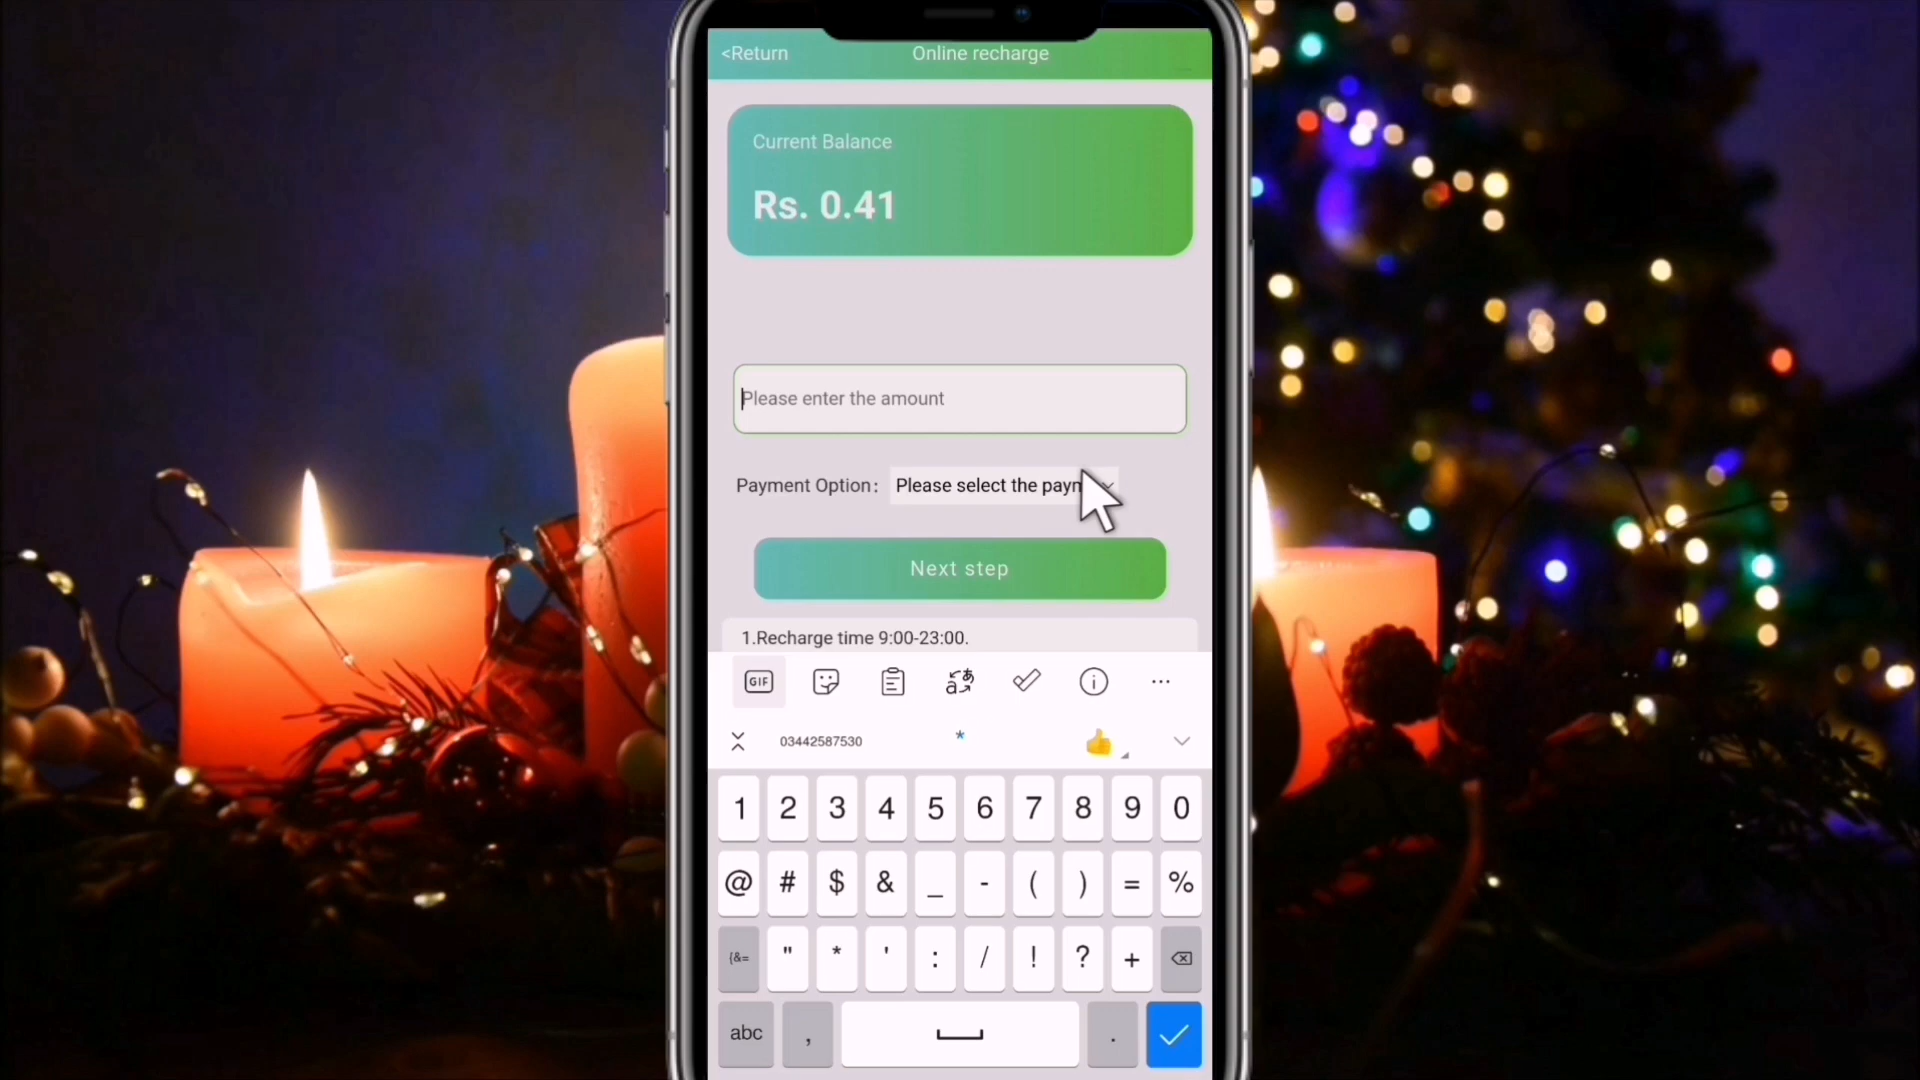 <Return
Online recharge
Current Balance
Rs. 0.41
Please enter the amount
Payment Option:
Please select the paym
Next step
1.Recharge time 9:00-23:00.
GIF
03442587530 * 👍
1 2 3 4 5 6 7 8 9 0
@ # $ & _ - ( ) = %
{&= " * ' : / ! ? +
abc , .